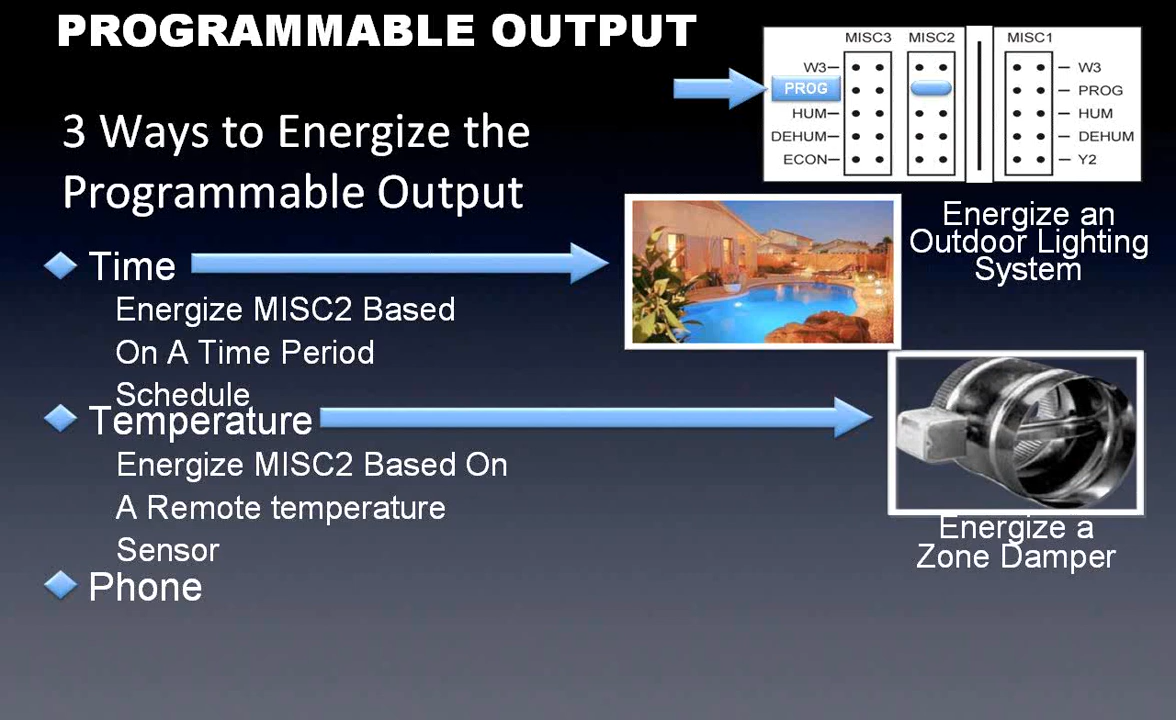 PROGRAMMABLE OUTPUT
MISC3 MISC2 MISC1
W3 W3
PROG PROG
HUM HUM
DEHUM DEHUM
ECON Y2
3 Ways to Energize the
Programmable Output
Time
Energize MISC2 Based
On A Time Period
Schedule
Energize an
Outdoor Lighting
System
Temperature
Energize MISC2 Based On
A Remote temperature
Sensor
Energize a
Zone Damper
Phone